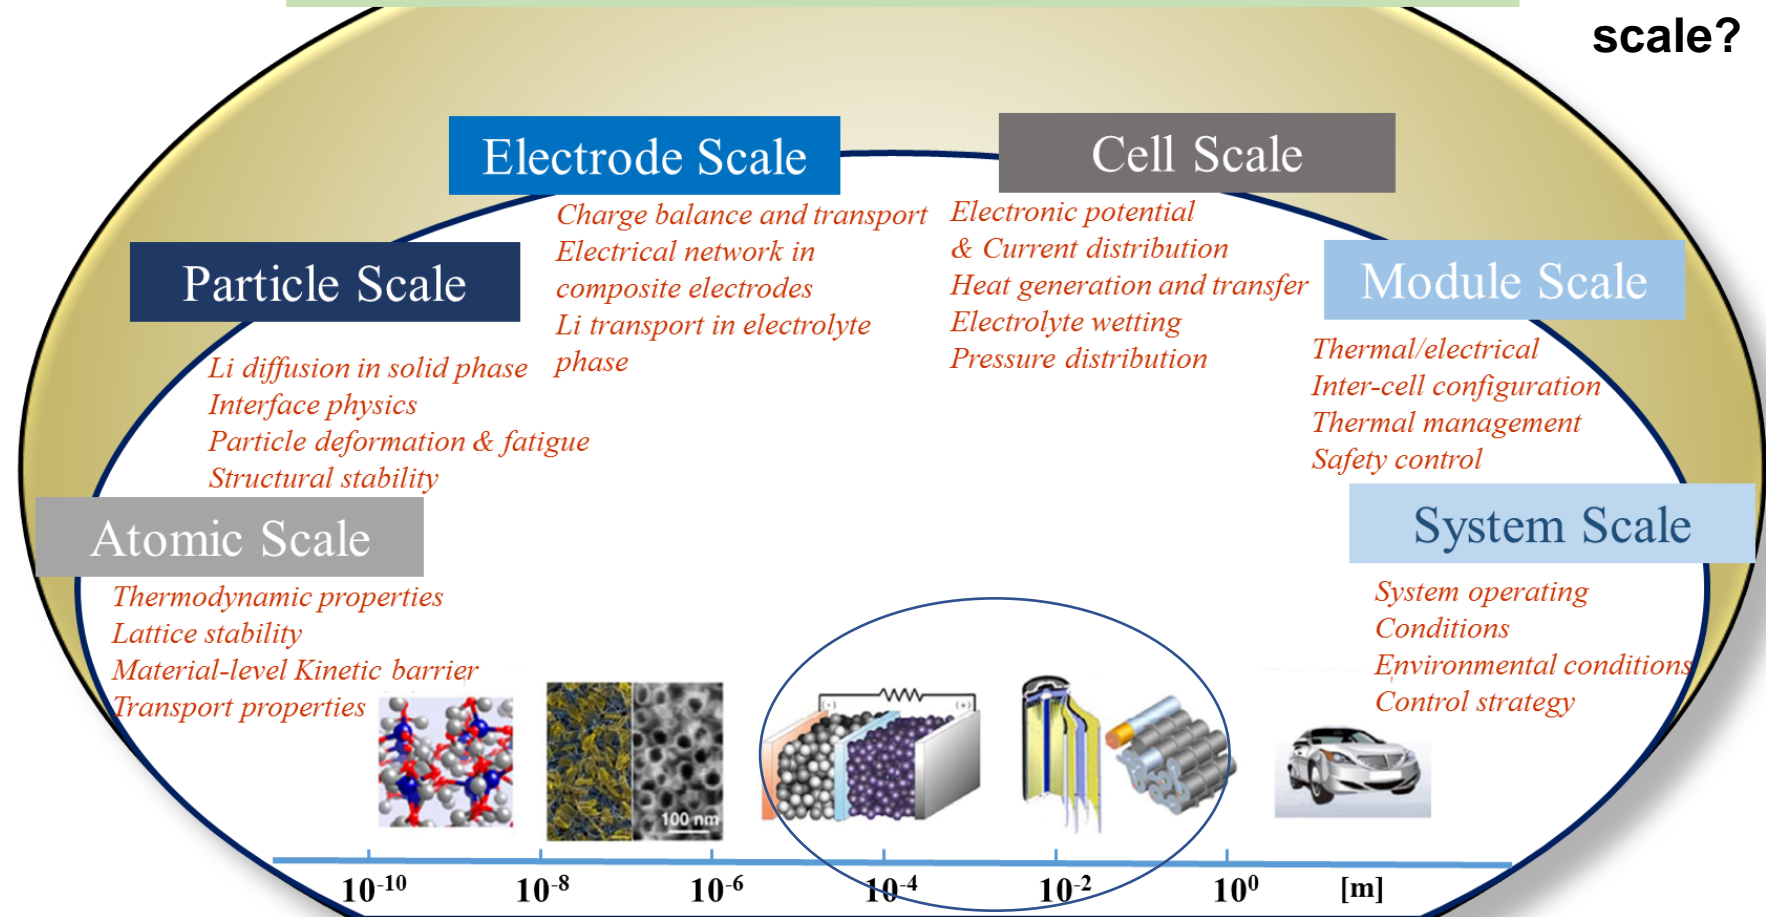 scale?
Electrode Scale
Charge balance and transport
Electrical network in
composite electrodes
Li transport in electrolyte
phase
Cell Scale
Electronic potential
& Current distribution
Heat generation and transfer
Electrolyte wetting
Pressure distribution
Particle Scale
Li diffusion in solid phase
Interface physics
Particle deformation & fatigue
Structural stability
Module Scale
Thermal/electrical
Inter-cell configuration
Thermal management
Safety control
Atomic Scale
Thermodynamic properties
Lattice stability
Material-level Kinetic barrier
Transport properties
System Scale
System operating
Conditions
Environmental conditions
Control strategy
(-) (+)
100 nm
10⁻¹⁰ 10⁻⁸ 10⁻⁶ 10⁻⁴ 10⁻² 10⁰ [m]